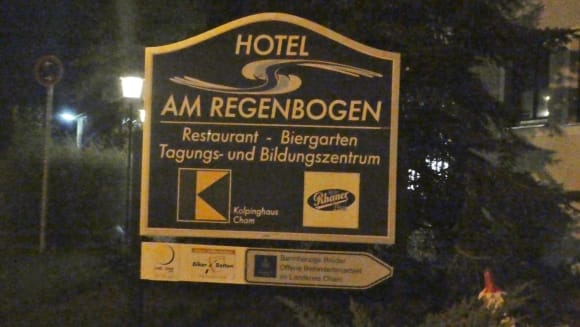 HOTEL
AM REGENBOGEN
Restaurant - Biergarten
Tagungs- und Bildungszentrum
Kolpinghaus
Cham
Rhaner
Barmherzige Brüder
Offene Behindertenarbeit
im Landkreis Cham